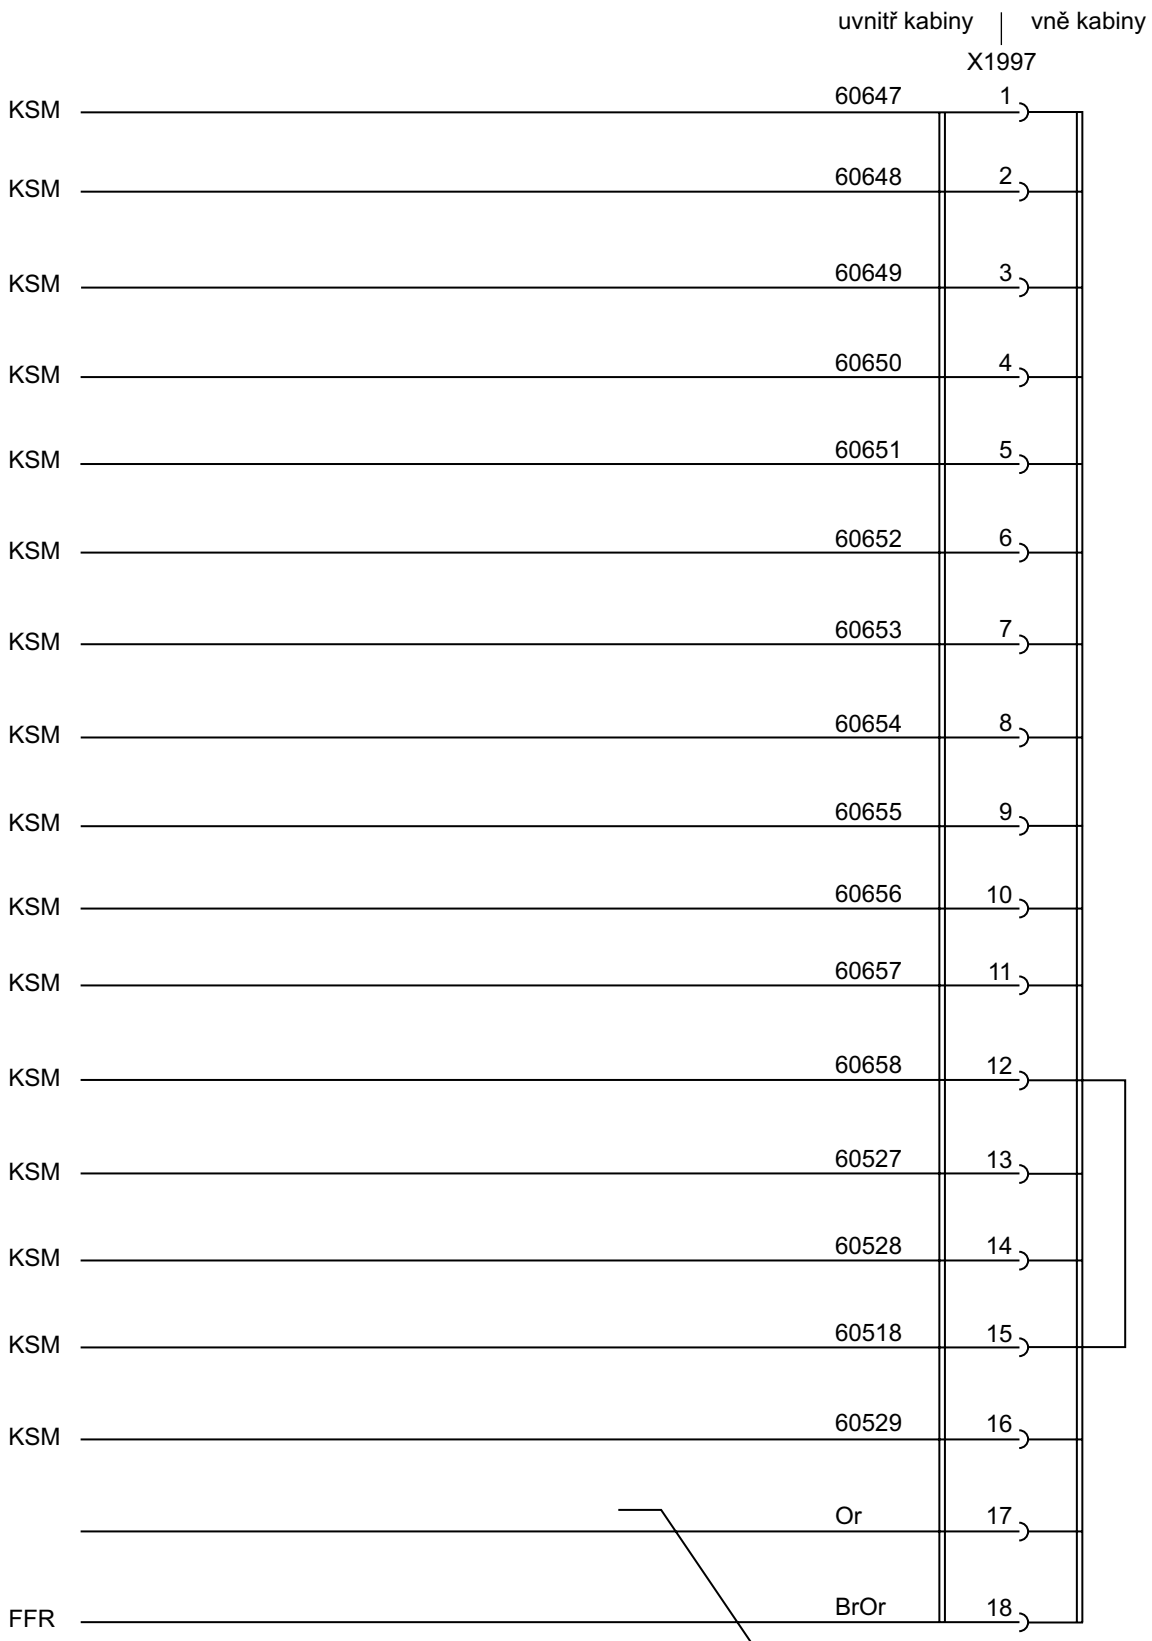 uvnitř kabiny vně kabiny
X1997
KSM 60647 1
KSM 60648 2
KSM 60649 3
KSM 60650 4
KSM 60651 5
KSM 60652 6
KSM 60653 7
KSM 60654 8
KSM 60655 9
KSM 60656 10
KSM 60657 11
KSM 60658 12
KSM 60527 13
KSM 60528 14
KSM 60518 15
KSM 60529 16
Or 17
FFR BrOr 18